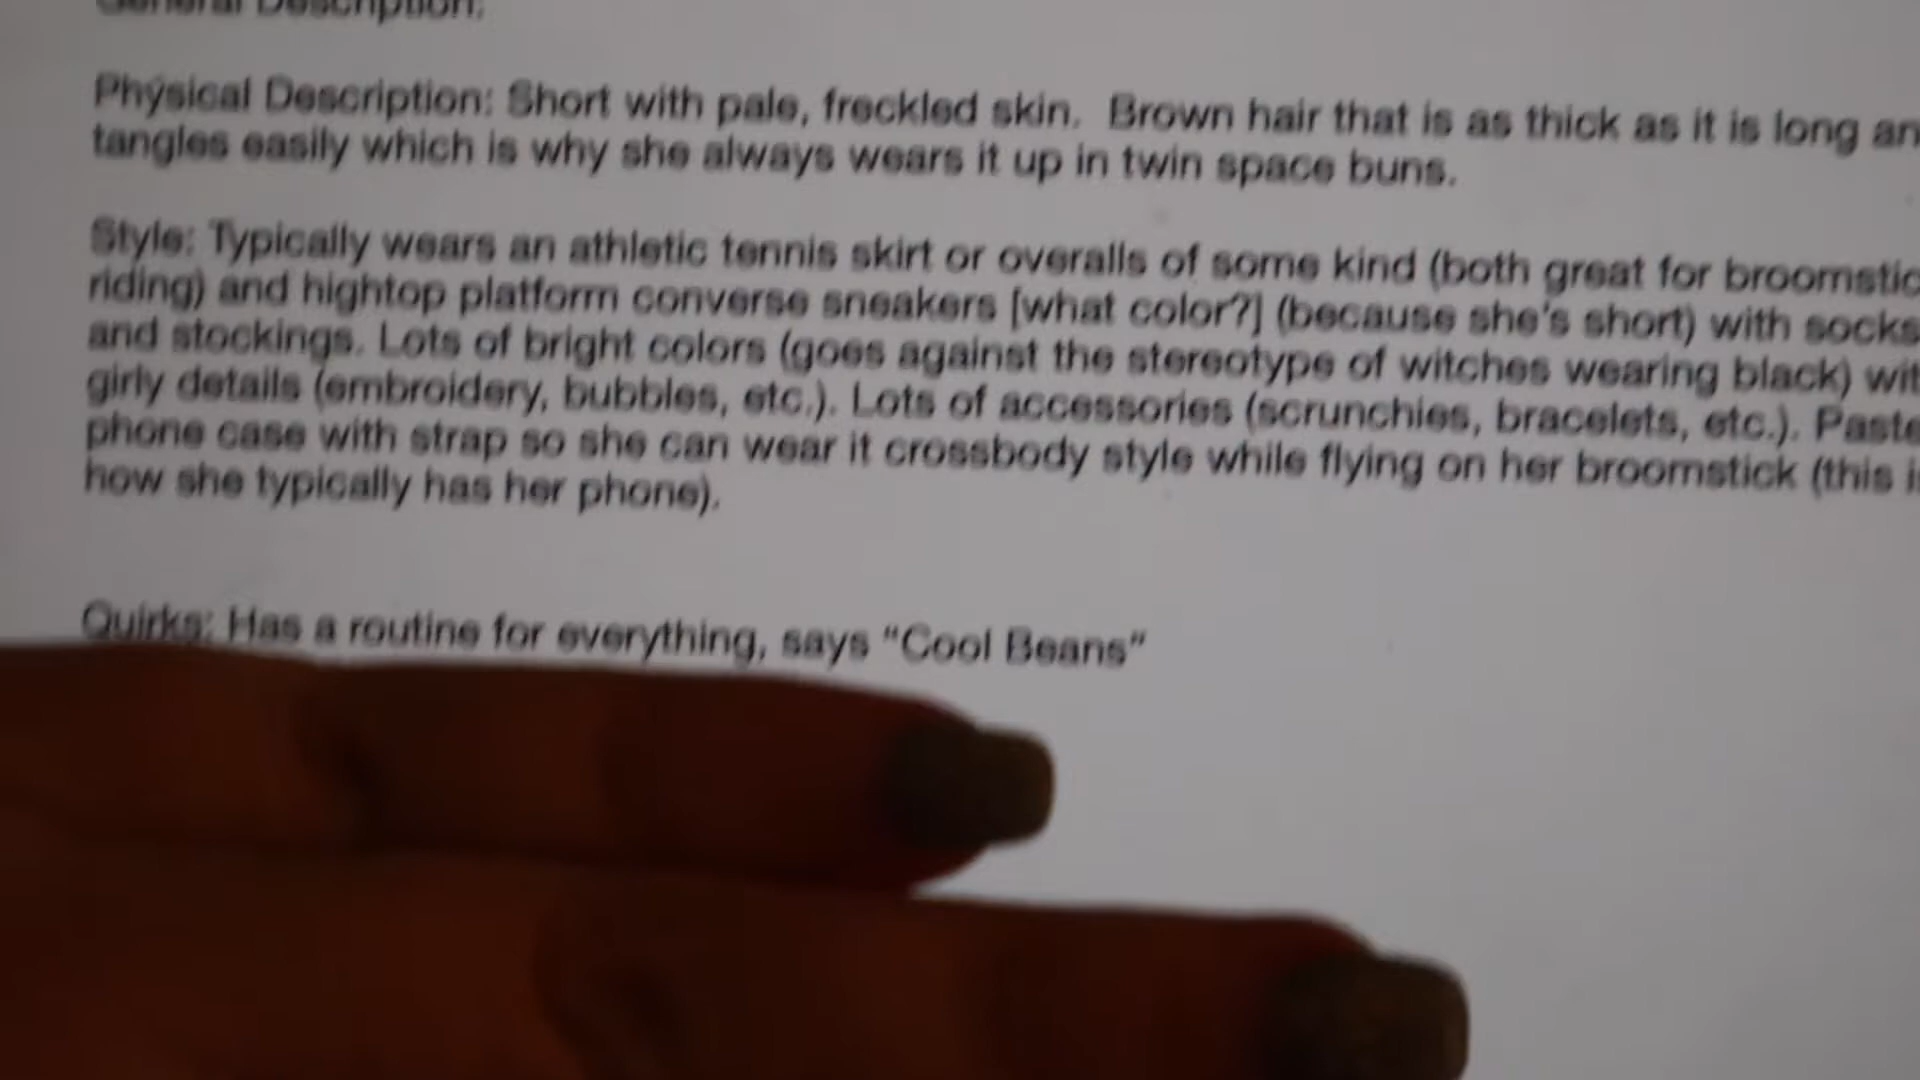 General Description:
Physical Description: Short with pale, freckled skin.  Brown hair that is as thick as it is long an
tangles easily which is why she always wears it up in twin space buns.
Style: Typically wears an athletic tennis skirt or overalls of some kind (both great for broomstic
riding) and hightop platform converse sneakers [what color?] (because she's short) with socks
and stockings. Lots of bright colors (goes against the stereotype of witches wearing black) wit
girly details (embroidery, bubbles, etc.). Lots of accessories (scrunchies, bracelets, etc.). Paste
phone case with strap so she can wear it crossbody style while flying on her broomstick (this is
how she typically has her phone).
Quirks: Has a routine for everything, says “Cool Beans”